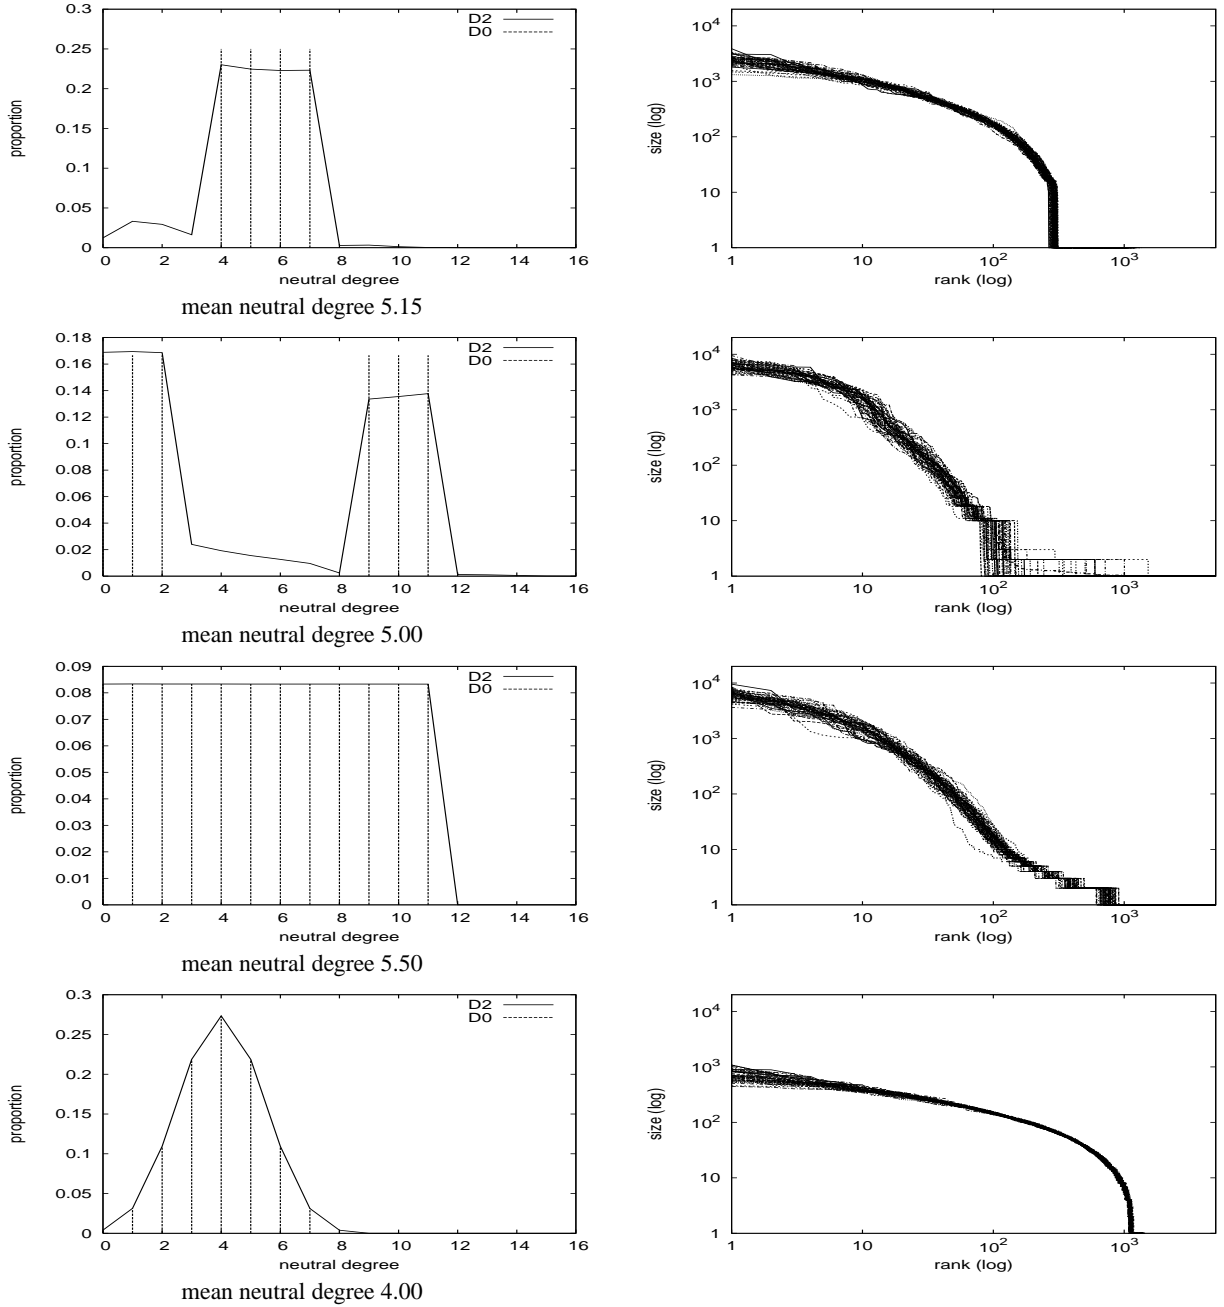 0.3
0.25
0.2
0.15
0.1
0.05
0
proportion
D2
D0
0 2 4 6 8 10 12 14 16
neutral degree
mean neutral degree 5.15
10^4
10^3
10^2
10
1
size (log)
1 10 10^2 10^3
rank (log)
0.18
0.16
0.14
0.12
0.1
0.08
0.06
0.04
0.02
0
proportion
D2
D0
0 2 4 6 8 10 12 14 16
neutral degree
mean neutral degree 5.00
10^4
10^3
10^2
10
1
size (log)
1 10 10^2 10^3
rank (log)
0.09
0.08
0.07
0.06
0.05
0.04
0.03
0.02
0.01
0
proportion
D2
D0
0 2 4 6 8 10 12 14 16
neutral degree
mean neutral degree 5.50
10^4
10^3
10^2
10
1
size (log)
1 10 10^2 10^3
rank (log)
0.3
0.25
0.2
0.15
0.1
0.05
0
proportion
D2
D0
0 2 4 6 8 10 12 14 16
neutral degree
mean neutral degree 4.00
10^4
10^3
10^2
10
1
size (log)
1 10 10^2 10^3
rank (log)